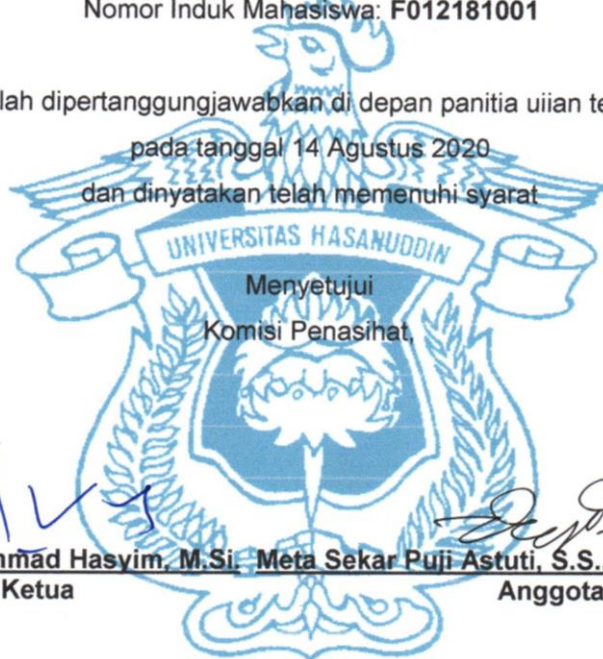 Nomor Induk Mahasiswa: F012181001
lah dipertanggungjawabkan di depan panitia uiian te
pada tanggal 14 Agustus 2020
dan dinyatakan telah memenuhi syarat
UNIVERSITAS HASANUDDIN
Menyetujui
Komisi Penasihat,
mmad Hasyim, M.Si. Meta Sekar Puji Astuti, S.S.
Ketua Anggota